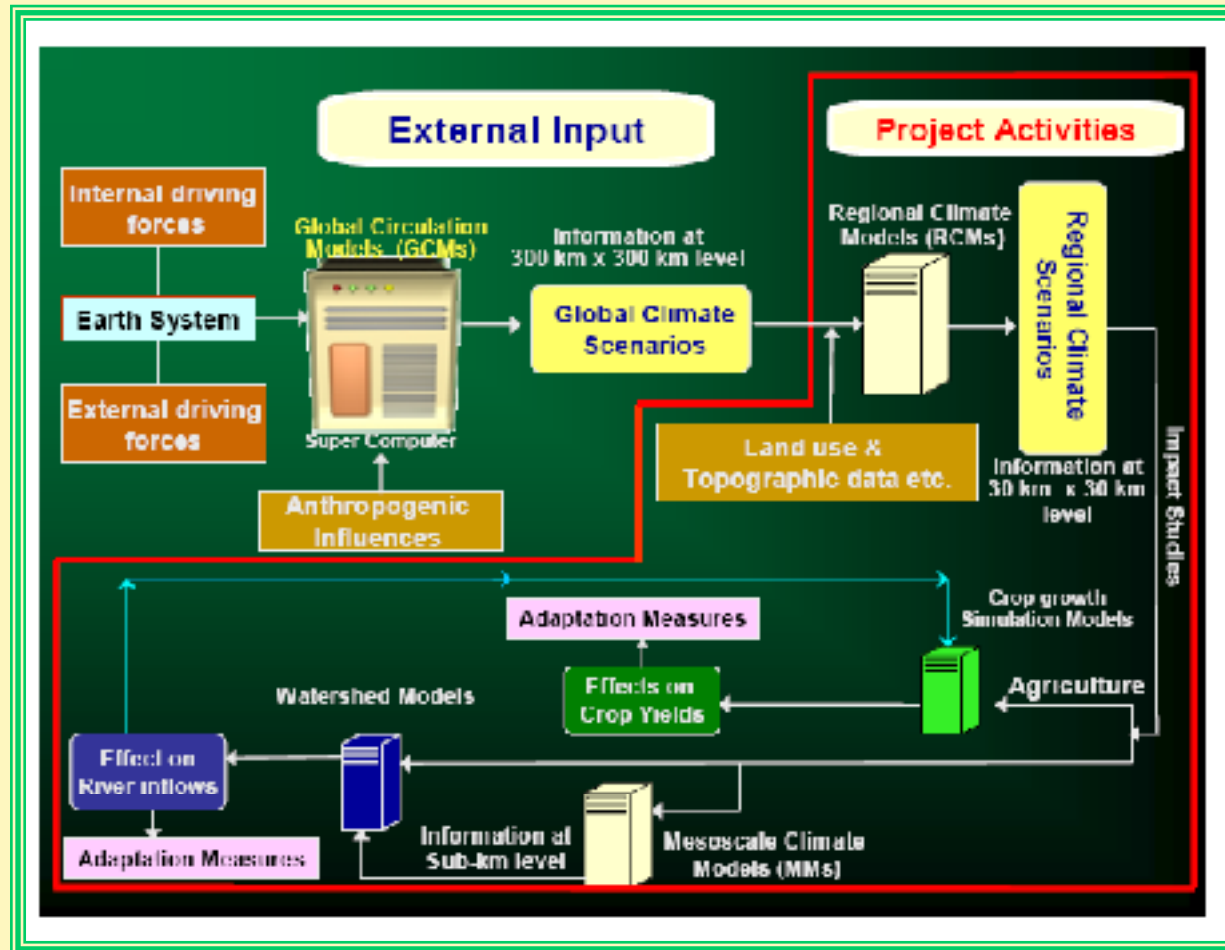 External Input
Project Activities
Internal driving
forces
Global Circulation
Models (GCMs)
Information at
300 km x 300 km level
Regional Climate
Models (RCMs)
Regional Climate
Scenarios
Earth System
Global Climate
Scenarios
External driving
forces
Super Computer
Land use &
Topographic data etc.
Information at
30 km x 30 km
level
Impact Studies
Anthropogenic
Influences
Adaptation Measures
Crop growth
Simulation Models
Watershed Models
Effects on
Crop Yields
Agriculture
Effect on
River inflows
Information at
Sub-km level
Mesoscale Climate
Models (MMs)
Adaptation Measures